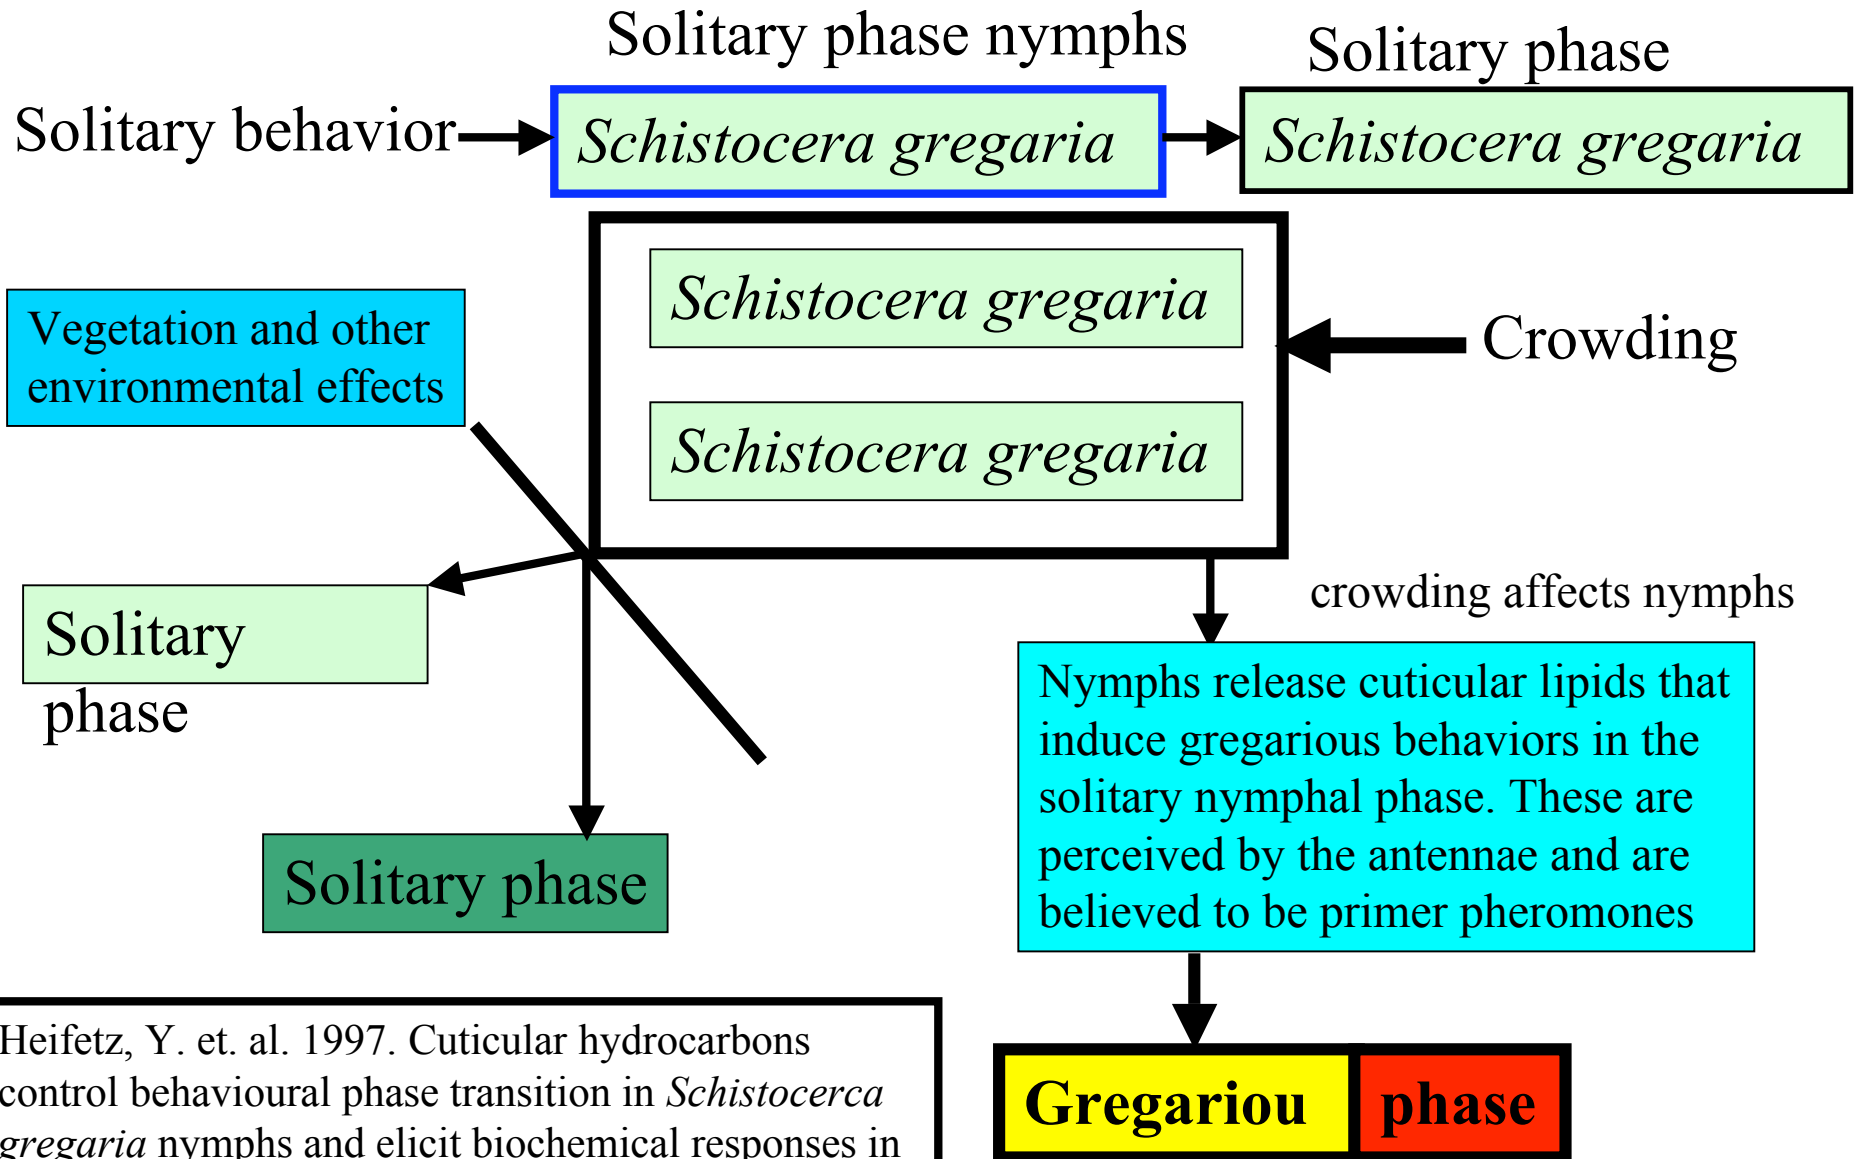 Solitary phase nymphs
Solitary phase
Solitary behavior
Schistocera gregaria
Schistocera gregaria
Schistocera gregaria
Vegetation and other
environmental effects
Crowding
Schistocera gregaria
crowding affects nymphs
Solitary
phase
Nymphs release cuticular lipids that
induce gregarious behaviors in the
solitary nymphal phase. These are
perceived by the antennae and are
believed to be primer pheromones
Solitary phase
Heifetz, Y. et. al. 1997. Cuticular hydrocarbons
control behavioural phase transition in Schistocerca
gregaria nymphs and elicit biochemical responses in
Gregariou phase